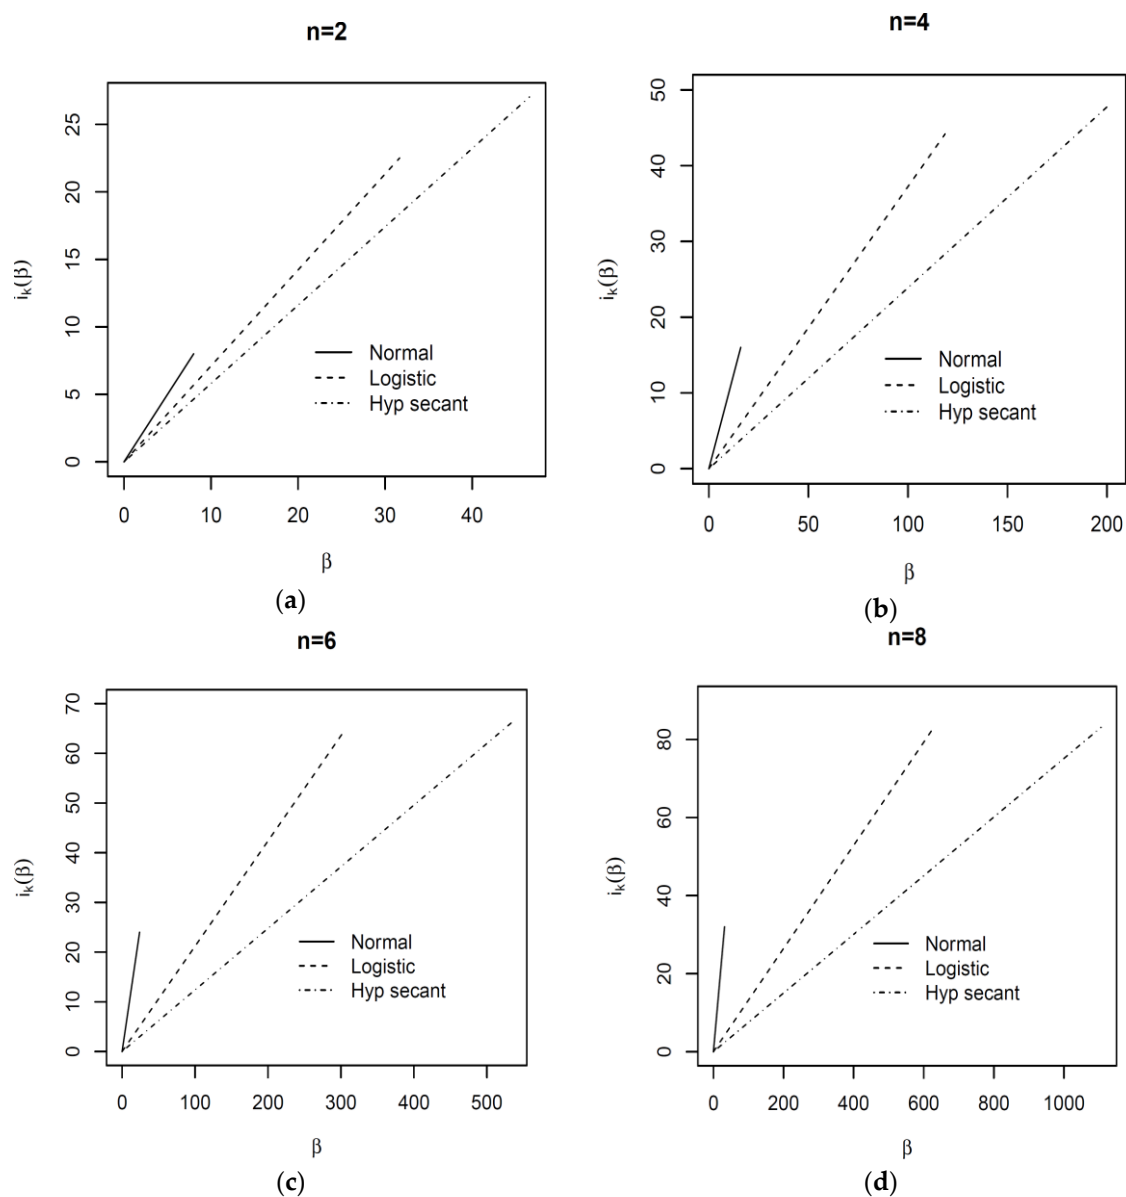 n=2
25
20
15
10
5
0
i_k(β)
Normal
Logistic
Hyp secant
0 10 20 30 40
β
(a)
n=4
50
40
30
20
10
0
i_k(β)
Normal
Logistic
Hyp secant
0 50 100 150 200
β
(b)
n=6
70
60
50
40
30
20
10
0
i_k(β)
Normal
Logistic
Hyp secant
0 100 200 300 400 500
β
(c)
n=8
80
60
40
20
0
i_k(β)
Normal
Logistic
Hyp secant
0 200 400 600 800 1000
β
(d)